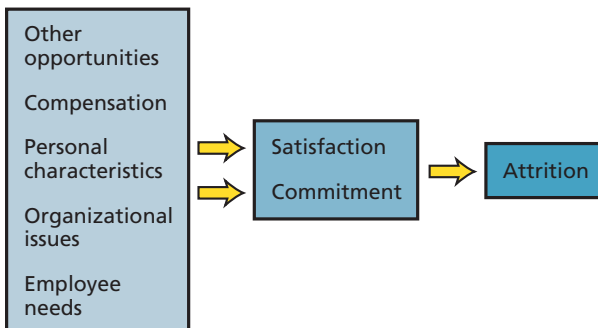 Other
opportunities
Compensation
Personal
characteristics
Organizational
issues
Employee
needs
Satisfaction
Commitment
Attrition